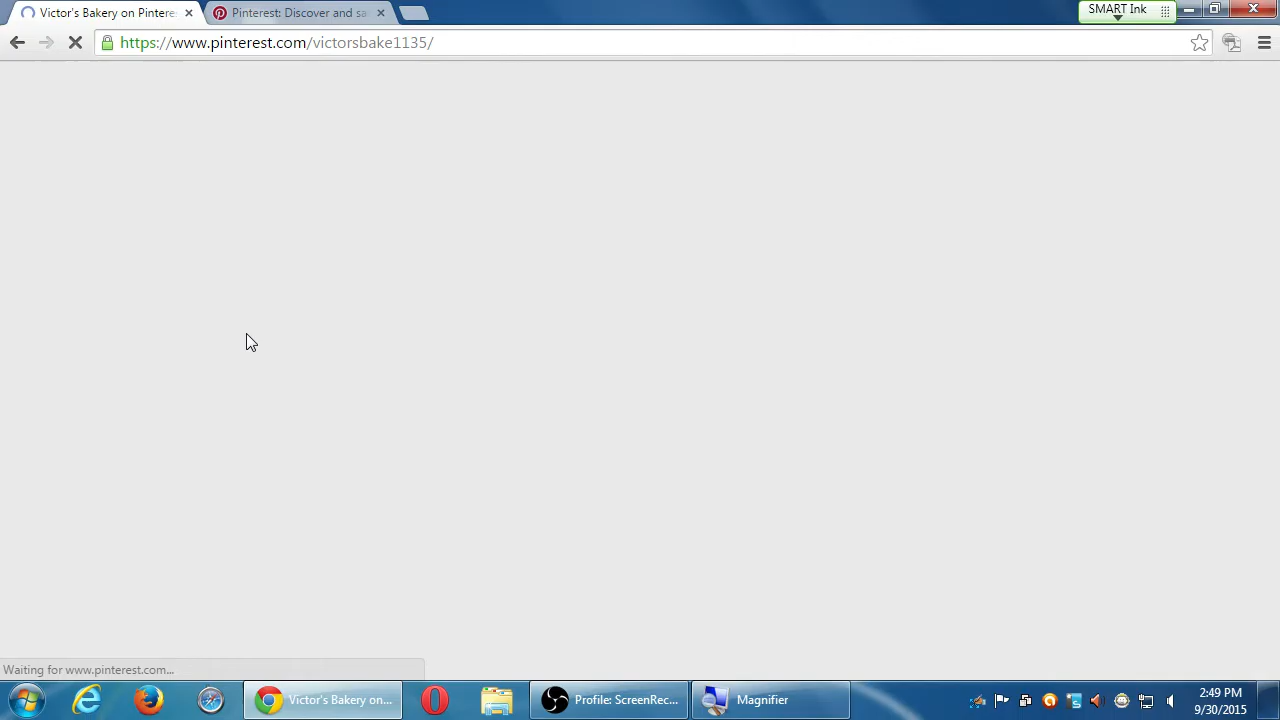 Victor's Bakery on Pinteres
Pinterest: Discover and sa
SMART Ink
https://www.pinterest.com/victorsbake1135/
Waiting for www.pinterest.com...
Victor's Bakery on...
Profile: ScreenRec...
Magnifier
2:49 PM
9/30/2015